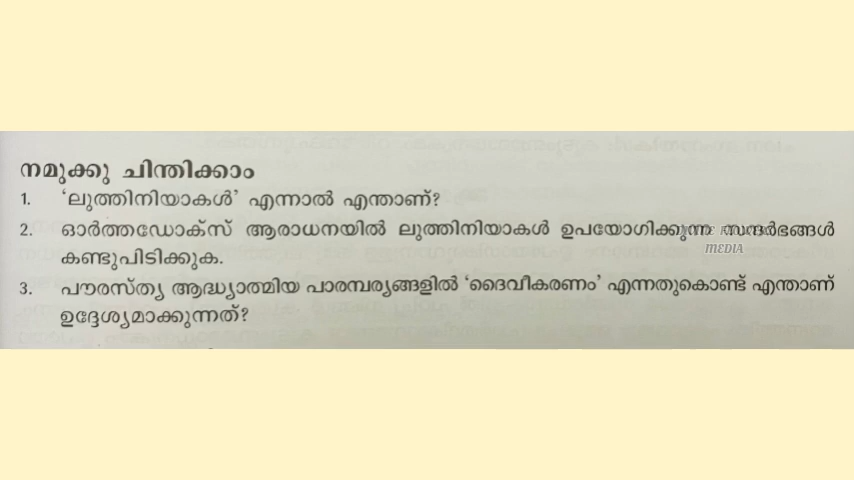 നമുക്കു ചിന്തിക്കാം
1. ‘ലുത്തിനിയാകൾ’ എന്നാൽ എന്താണ്?
2. ഓർത്തഡോക്സ് ആരാധനയിൽ ലുത്തിനിയാകൾ ഉപയോഗിക്കുന്ന സന്ദർഭങ്ങൾ
കണ്ടുപിടിക്കുക.
MEDIA
3. പൗരസ്ത്യ ആദ്ധ്യാത്മിയ പാരമ്പര്യങ്ങളിൽ ‘ദൈവീകരണം’ എന്നതുകൊണ്ട് എന്താണ്
ഉദ്ദേശ്യമാക്കുന്നത്?